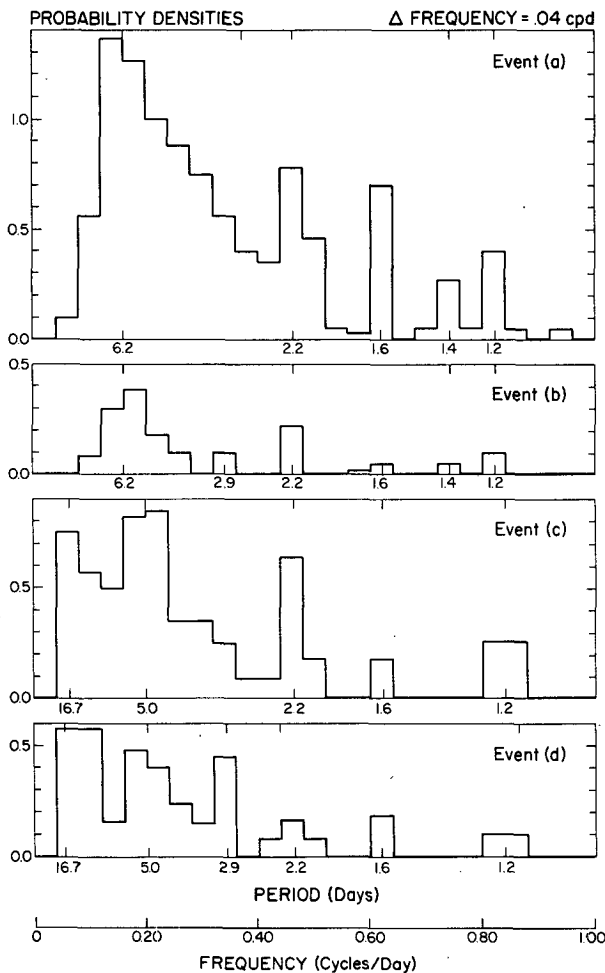 PROBABILITY DENSITIES Δ FREQUENCY = .04 cpd
Event (a)
1.0
0.5
0.0
6.2 2.2 1.6 1.4 1.2
0.5
Event (b)
0.0
6.2 2.9 2.2 1.6 1.4 1.2
Event (c)
0.5
0.0
16.7 5.0 2.2 1.6 1.2
0.5
Event (d)
0.0
16.7 5.0 2.9 2.2 1.6 1.2
PERIOD (Days)
0 0.20 0.40 0.60 0.80 1.00
FREQUENCY (Cycles/Day)